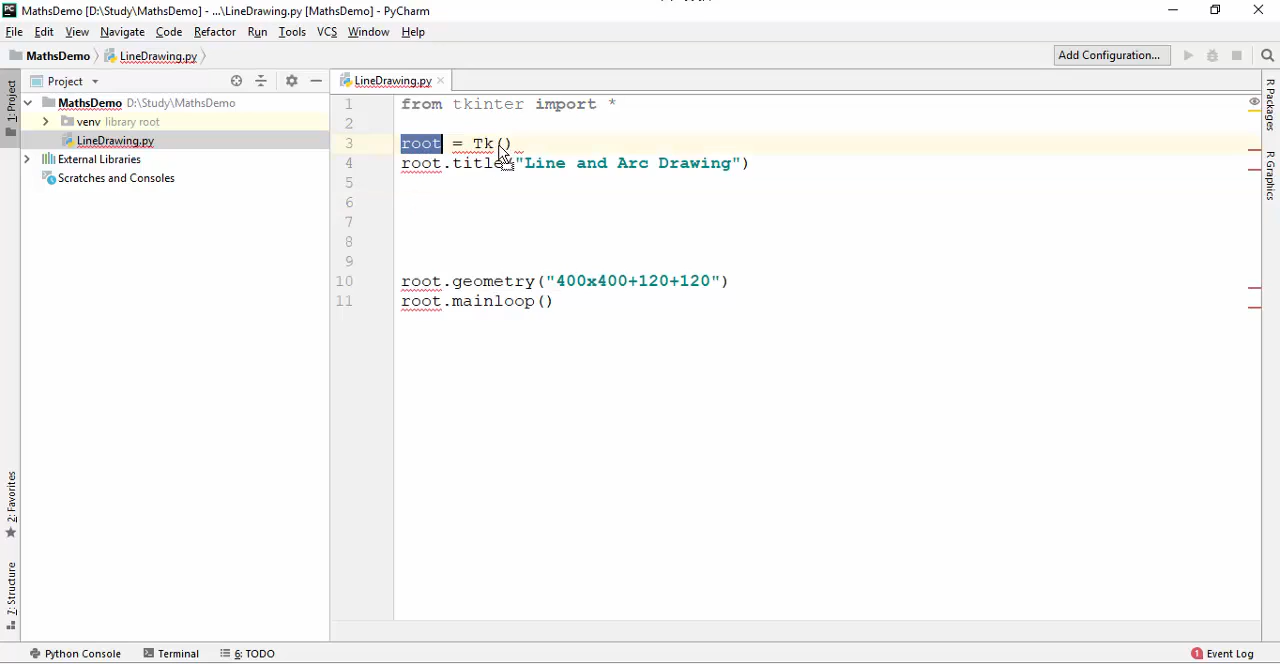 MathsDemo [D:\Study\MathsDemo] - ...\LineDrawing.py [MathsDemo] - PyCharm
File Edit View Navigate Code Refactor Run Tools VCS Window Help
MathsDemo LineDrawing.py Add Configuration...
1: Project
Project
LineDrawing.py
MathsDemo D:\Study\MathsDemo
venv library root
LineDrawing.py
External Libraries
Scratches and Consoles
1 from tkinter import *
2
3 root = Tk()
4 root.title("Line and Arc Drawing")
5
6
7
8
9
10 root.geometry("400x400+120+120")
11 root.mainloop()
R Packages
R Graphics
2: Favorites
7: Structure
Python Console Terminal 6: TODO 1 Event Log